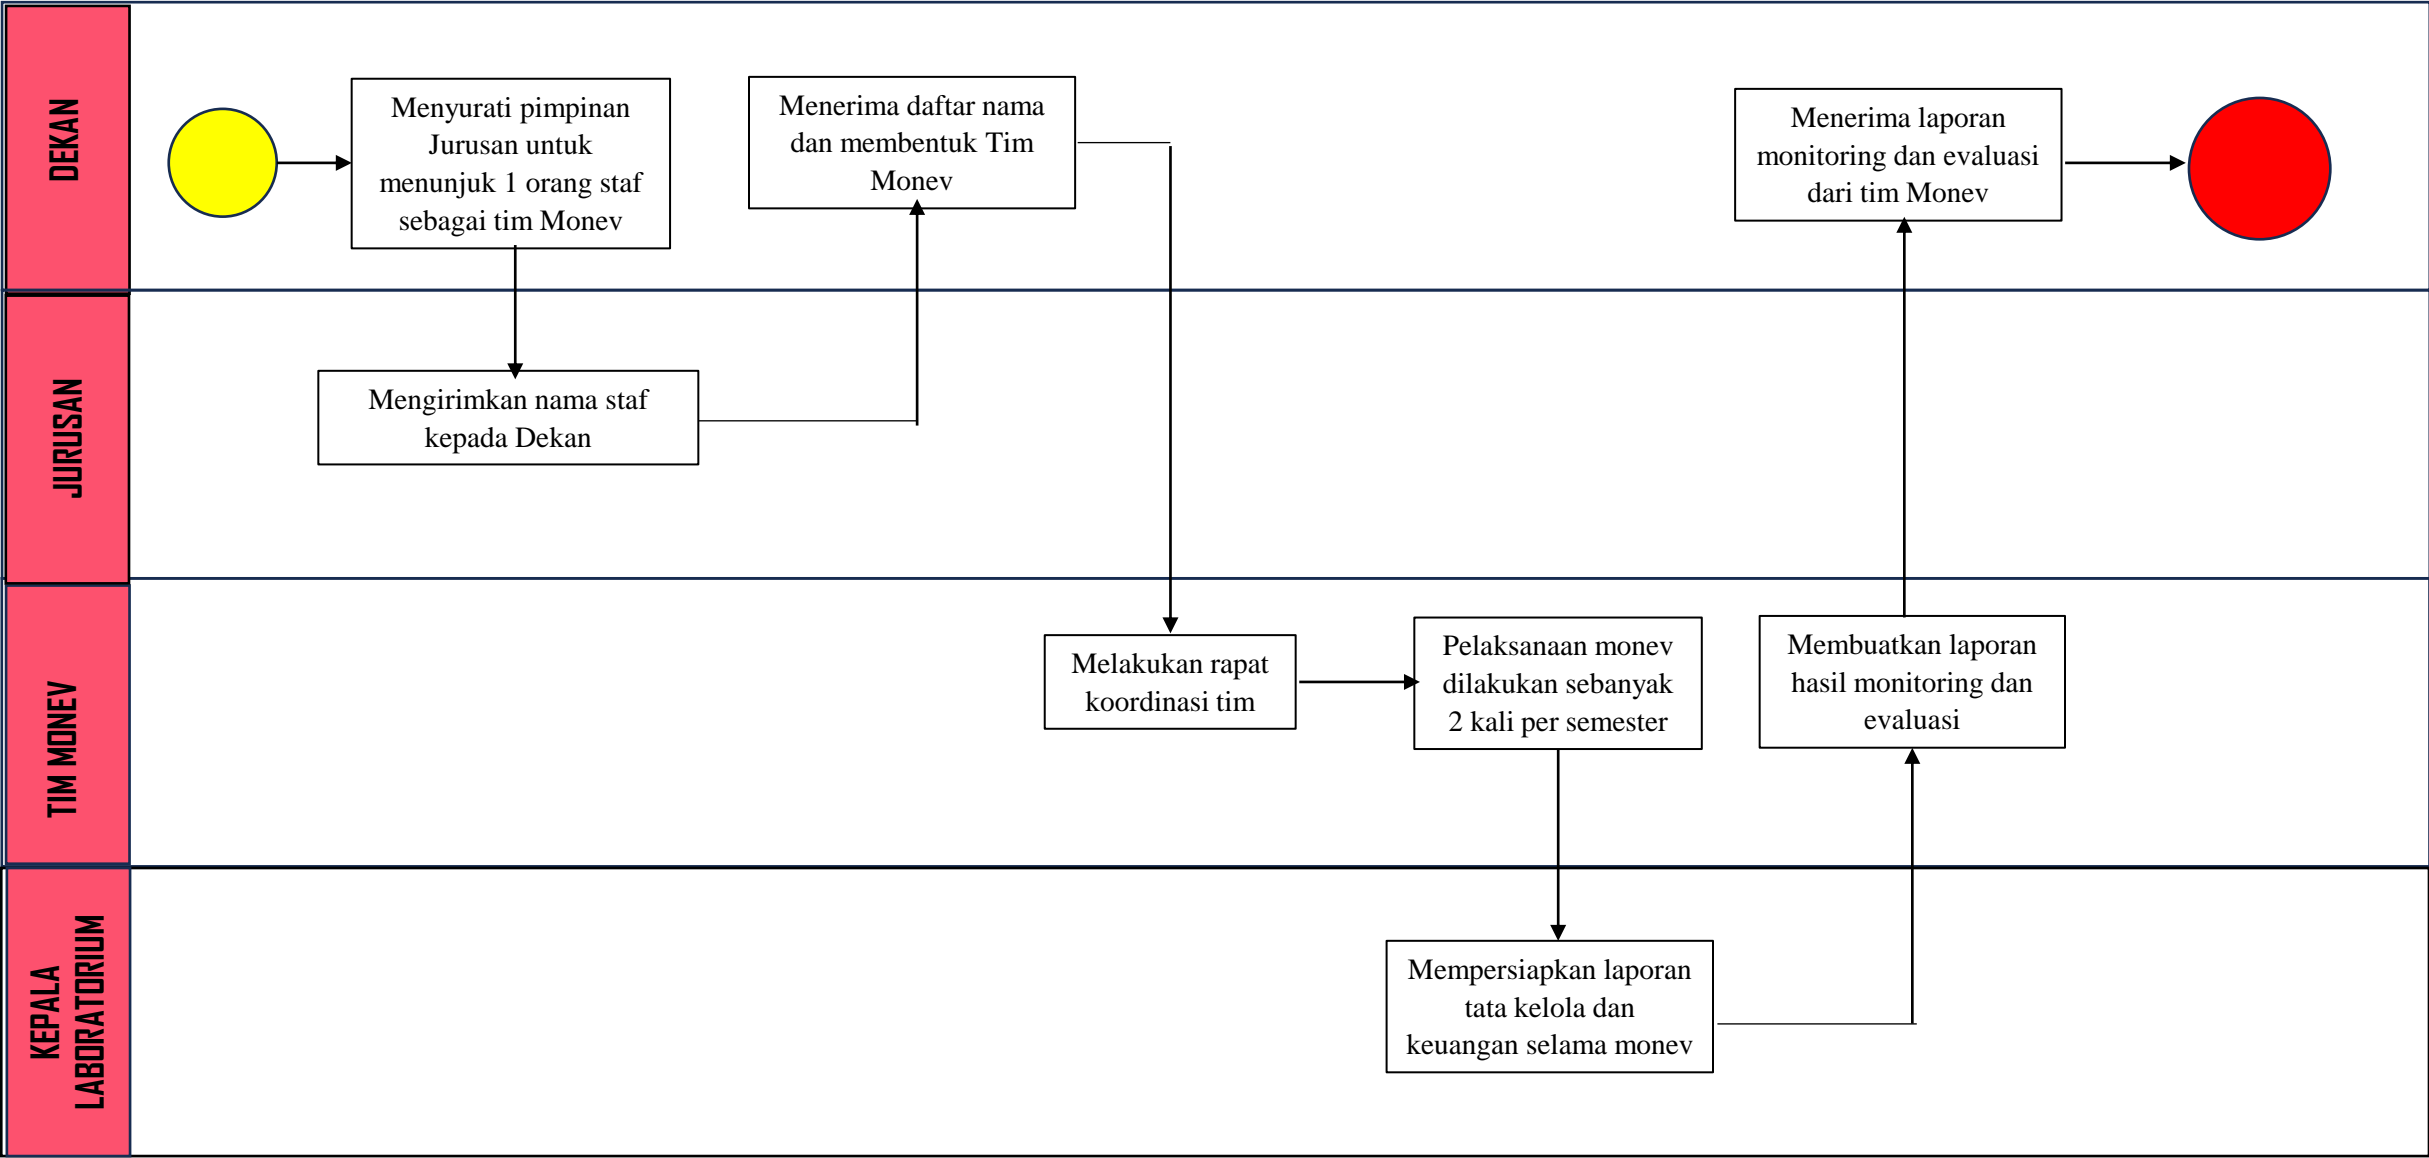 DEKAN
Menyurati pimpinan
Jurusan untuk
menunjuk 1 orang staf
sebagai tim Monev
Menerima daftar nama
dan membentuk Tim
Monev
Menerima laporan
monitoring dan evaluasi
dari tim Monev
JURUSAN
Mengirimkan nama staf
kepada Dekan
TIM MONEV
Melakukan rapat
koordinasi tim
Pelaksanaan monev
dilakukan sebanyak
2 kali per semester
Membuatkan laporan
hasil monitoring dan
evaluasi
KEPALA
LABORATORIUM
Mempersiapkan laporan
tata kelola dan
keuangan selama monev